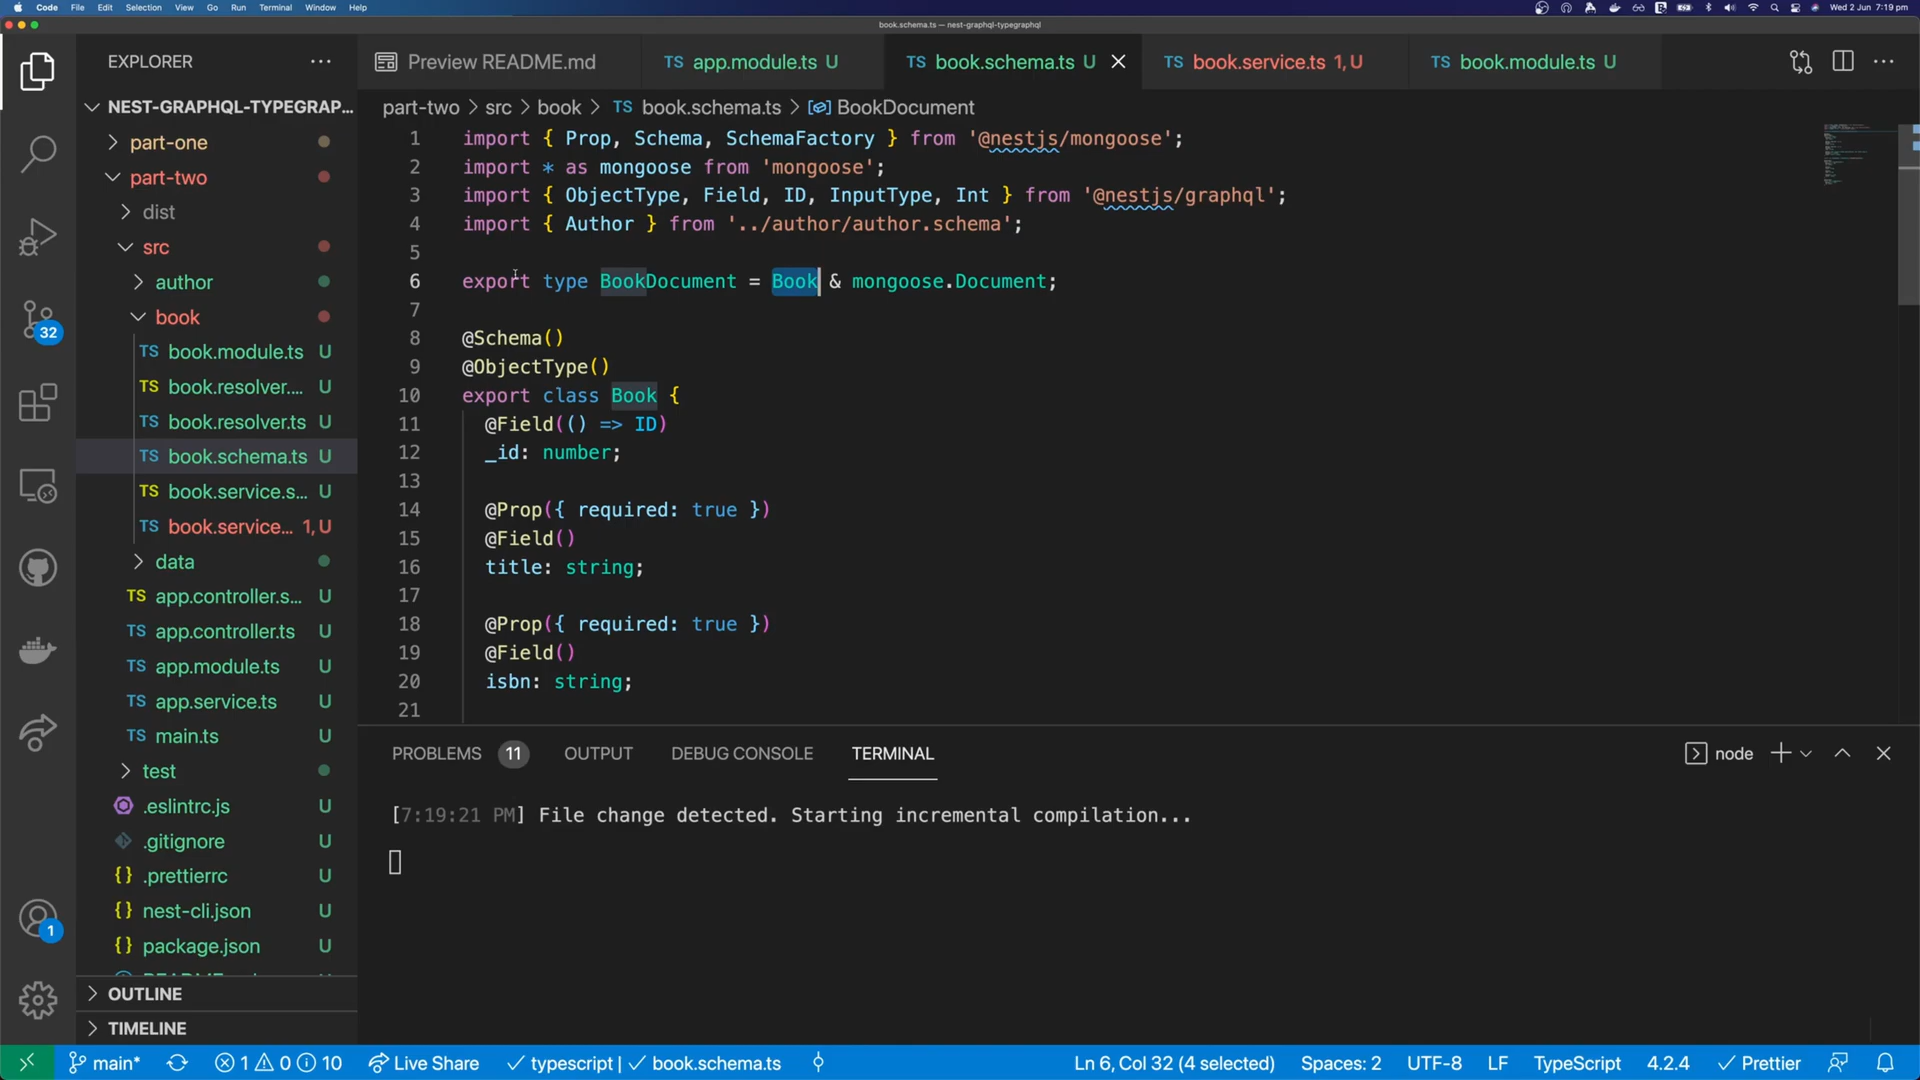 Code File Edit Selection View Go Run Terminal Window Help
Wed 2 Jun 7:19 pm
book.schema.ts — nest-graphql-typegraphql
EXPLORER
Preview README.md
TS app.module.ts U
TS book.schema.ts U
TS book.service.ts 1, U
TS book.module.ts U
NEST-GRAPHQL-TYPEGRAP...
part-one
part-two
dist
src
author
book
TS book.module.ts U
TS book.resolver.... U
TS book.resolver.ts U
TS book.schema.ts U
TS book.service.s... U
TS book.service... 1, U
data
TS app.controller.s... U
TS app.controller.ts U
TS app.module.ts U
TS app.service.ts U
TS main.ts U
test
.eslintrc.js U
.gitignore U
{} .prettierrc U
{} nest-cli.json U
{} package.json U
OUTLINE
TIMELINE
32
1
part-two > src > book > TS book.schema.ts > BookDocument
1 import { Prop, Schema, SchemaFactory } from '@nestjs/mongoose';
2 import * as mongoose from 'mongoose';
3 import { ObjectType, Field, ID, InputType, Int } from '@nestjs/graphql';
4 import { Author } from '../author/author.schema';
5
6 export type BookDocument = Book & mongoose.Document;
7
8 @Schema()
9 @ObjectType()
10 export class Book {
11 @Field(() => ID)
12 _id: number;
13
14 @Prop({ required: true })
15 @Field()
16 title: string;
17
18 @Prop({ required: true })
19 @Field()
20 isbn: string;
21
PROBLEMS 11 OUTPUT DEBUG CONSOLE TERMINAL
node
[7:19:21 PM] File change detected. Starting incremental compilation...
main* 1 0 10 Live Share typescript | book.schema.ts
Ln 6, Col 32 (4 selected) Spaces: 2 UTF-8 LF TypeScript 4.2.4 Prettier